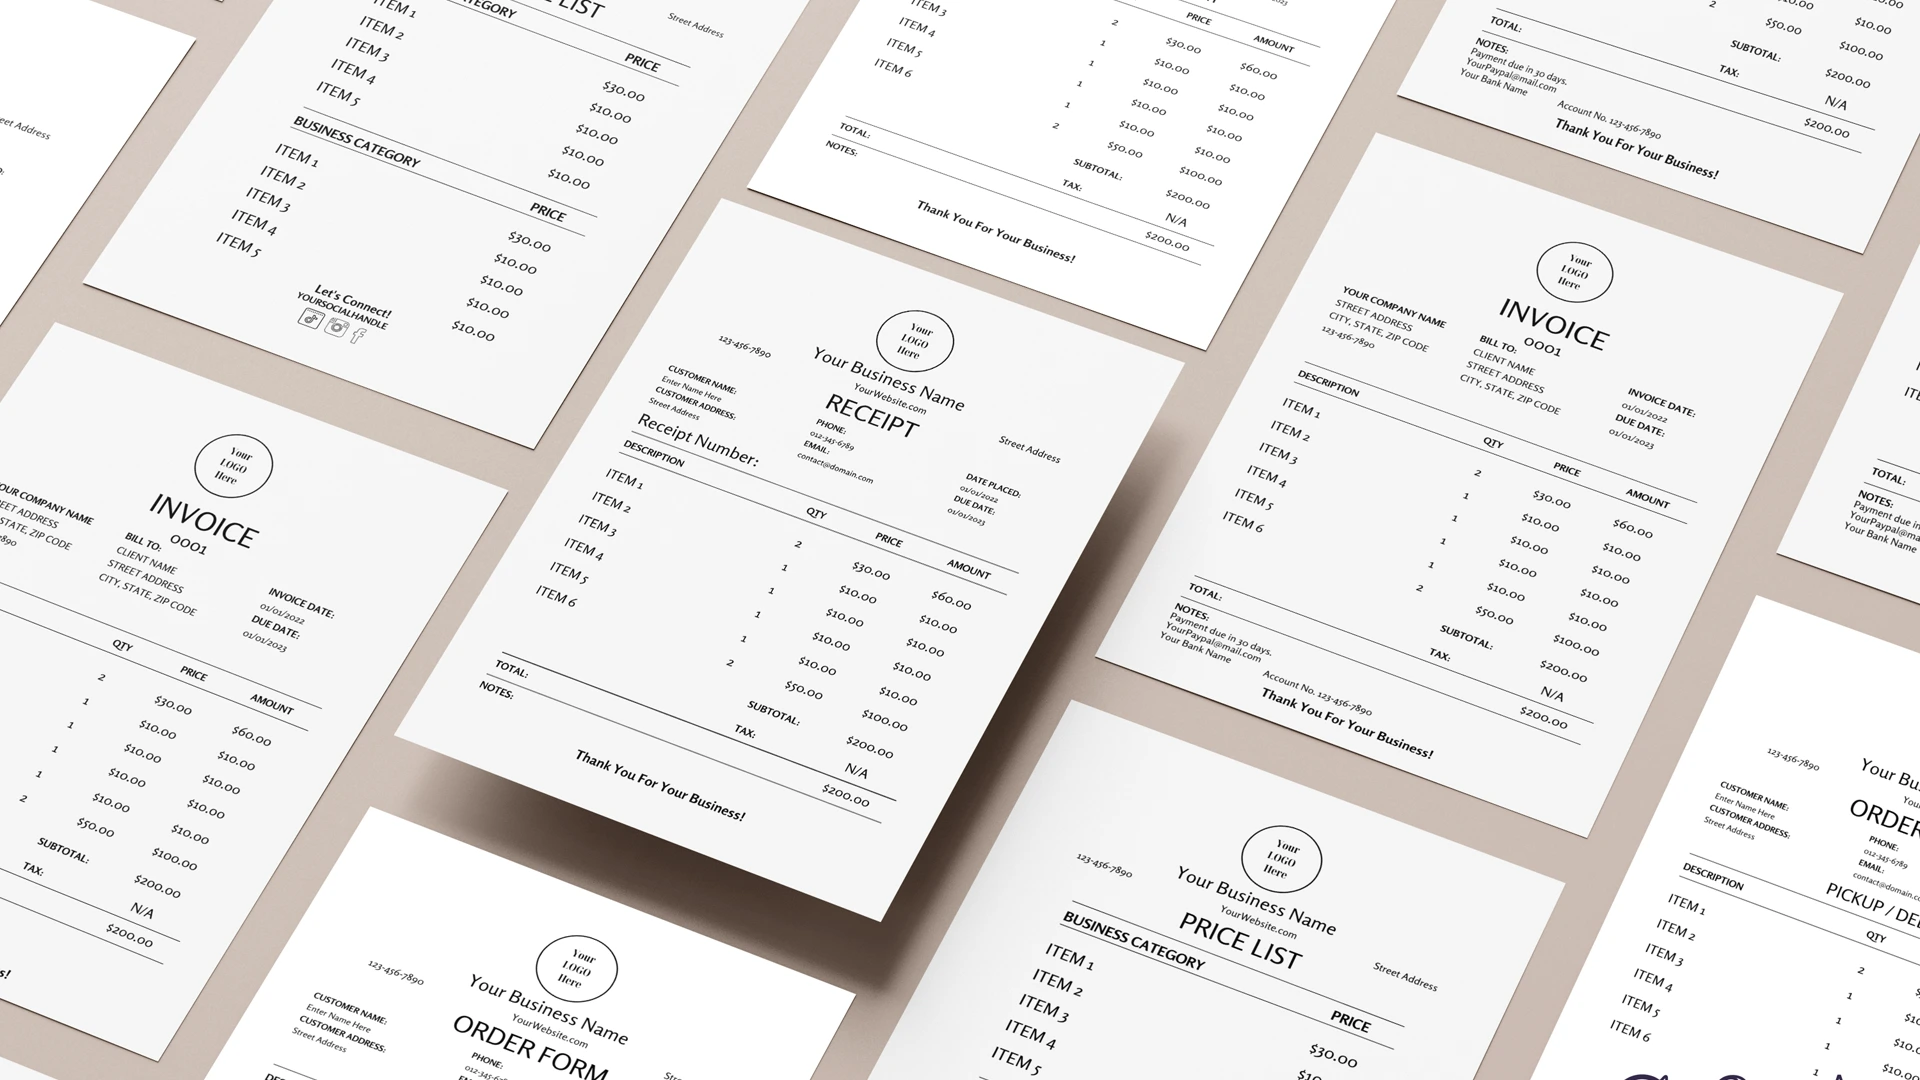 CATEGORY
LIST
Street Address
ITEM 1
ITEM 2
ITEM 3
ITEM 4
ITEM 5
PRICE
$30.00
$10.00
$10.00
$10.00
$10.00
BUSINESS CATEGORY
PRICE
ITEM 1
ITEM 2
ITEM 3
ITEM 4
ITEM 5
$30.00
$10.00
$10.00
$10.00
$10.00
Let's Connect!
YOURSOCIALHANDLE
ITEM 3
ITEM 4
ITEM 5
ITEM 6
PRICE
AMOUNT
2
1
1
1
1
2
$30.00
$10.00
$10.00
$10.00
$10.00
$50.00
$60.00
$10.00
$10.00
$10.00
$10.00
$100.00
SUBTOTAL:
$200.00
TAX:
N/A
TOTAL:
$200.00
NOTES:
Thank You For Your Business!
2
$50.00
$10.00
$10.00
$100.00
SUBTOTAL:
$200.00
TAX:
N/A
TOTAL:
$200.00
NOTES:
Payment due in 30 days.
YourPaypal@mail.com
Your Bank Name
Account No. 123-456-7890
Thank You For Your Business!
Your
LOGO
Here
123-456-7890
Your Business Name
YourWebsite.com
Street Address
RECEIPT
CUSTOMER NAME:
Enter Name Here
CUSTOMER ADDRESS:
Street Address
PHONE:
012-345-6789
EMAIL:
contact@domain.com
DATE PLACED:
01/01/2022
DUE DATE:
01/01/2023
Receipt Number:
DESCRIPTION
QTY
PRICE
AMOUNT
ITEM 1
ITEM 2
ITEM 3
ITEM 4
ITEM 5
ITEM 6
2
1
1
1
1
2
$30.00
$10.00
$10.00
$10.00
$10.00
$50.00
$60.00
$10.00
$10.00
$10.00
$10.00
$100.00
SUBTOTAL:
$200.00
TAX:
N/A
TOTAL:
$200.00
NOTES:
Thank You For Your Business!
Your
LOGO
Here
INVOICE
0001
YOUR COMPANY NAME
STREET ADDRESS
CITY, STATE, ZIP CODE
123-456-7890
BILL TO:
CLIENT NAME
STREET ADDRESS
CITY, STATE, ZIP CODE
INVOICE DATE:
01/01/2022
DUE DATE:
01/01/2023
DESCRIPTION
QTY
PRICE
AMOUNT
ITEM 1
ITEM 2
ITEM 3
ITEM 4
ITEM 5
ITEM 6
2
1
1
1
1
2
$30.00
$10.00
$10.00
$10.00
$10.00
$50.00
$60.00
$10.00
$10.00
$10.00
$10.00
$100.00
SUBTOTAL:
$200.00
TAX:
N/A
TOTAL:
$200.00
NOTES:
Payment due in 30 days.
YourPaypal@mail.com
Your Bank Name
Account No. 123-456-7890
Thank You For Your Business!
Your
LOGO
Here
INVOICE
0001
YOUR COMPANY NAME
STREET ADDRESS
STATE, ZIP CODE
BILL TO:
CLIENT NAME
STREET ADDRESS
CITY, STATE, ZIP CODE
INVOICE DATE:
01/01/2022
DUE DATE:
01/01/2023
QTY
PRICE
AMOUNT
2
1
1
1
1
2
$30.00
$10.00
$10.00
$10.00
$10.00
$50.00
$60.00
$10.00
$10.00
$10.00
$10.00
$100.00
SUBTOTAL:
$200.00
TAX:
N/A
$200.00
Your
LOGO
Here
123-456-7890
Your Business Name
YourWebsite.com
ORDER FORM
CUSTOMER NAME:
Enter Name Here
CUSTOMER ADDRESS:
Street Address
PHONE:
Your
LOGO
Here
123-456-7890
Your Business Name
YourWebsite.com
Street Address
PRICE LIST
BUSINESS CATEGORY
PRICE
ITEM 1
ITEM 2
ITEM 3
ITEM 4
ITEM 5
$30.00
TOTAL:
NOTES:
Payment due in 30 days.
YourPaypal@mail.com
Your Bank Name
123-456-7890
Your
ORDER
CUSTOMER NAME:
Enter Name Here
CUSTOMER ADDRESS:
Street Address
PHONE:
012-345-6789
EMAIL:
PICKUP /
DESCRIPTION
QTY
ITEM 1
ITEM 2
ITEM 3
ITEM 4
ITEM 5
ITEM 6
2
1
1
1
1